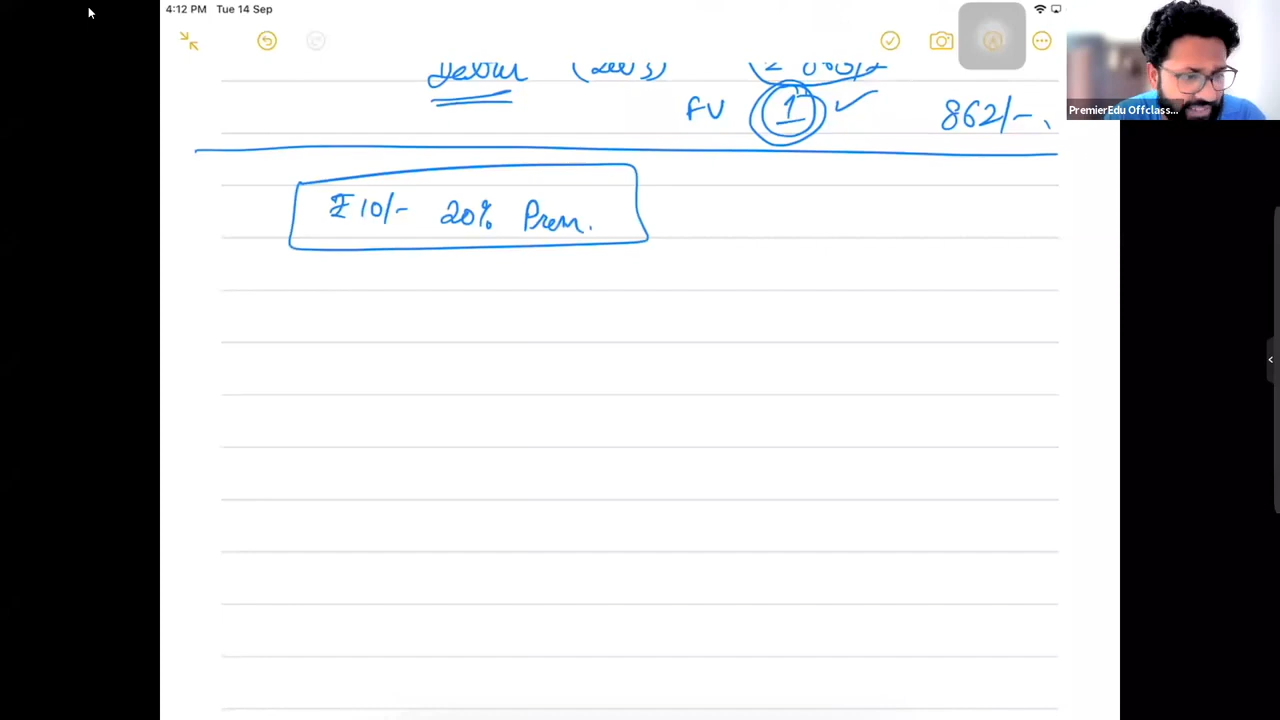 4:12 PM Tue 14 Sep
FV 1 862/-
PremierEdu Offclass...
₹10/- 20% Prem.